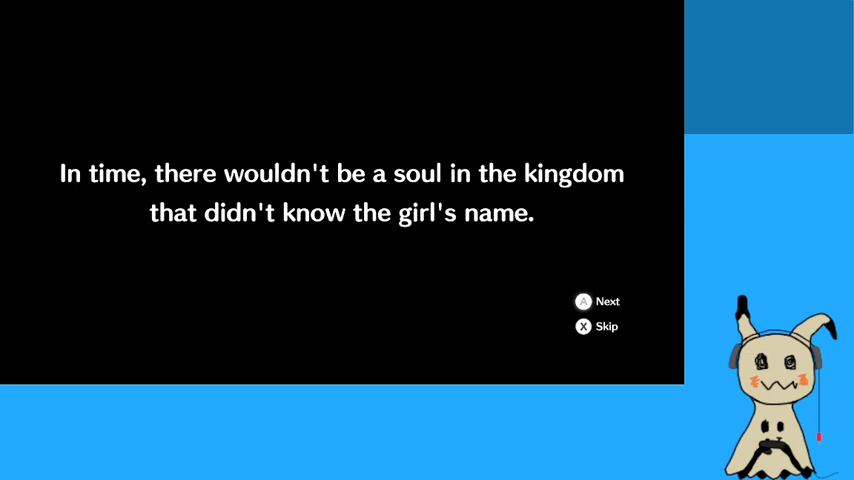 In time, there wouldn't be a soul in the kingdom
that didn't know the girl's name.
A Next
X Skip